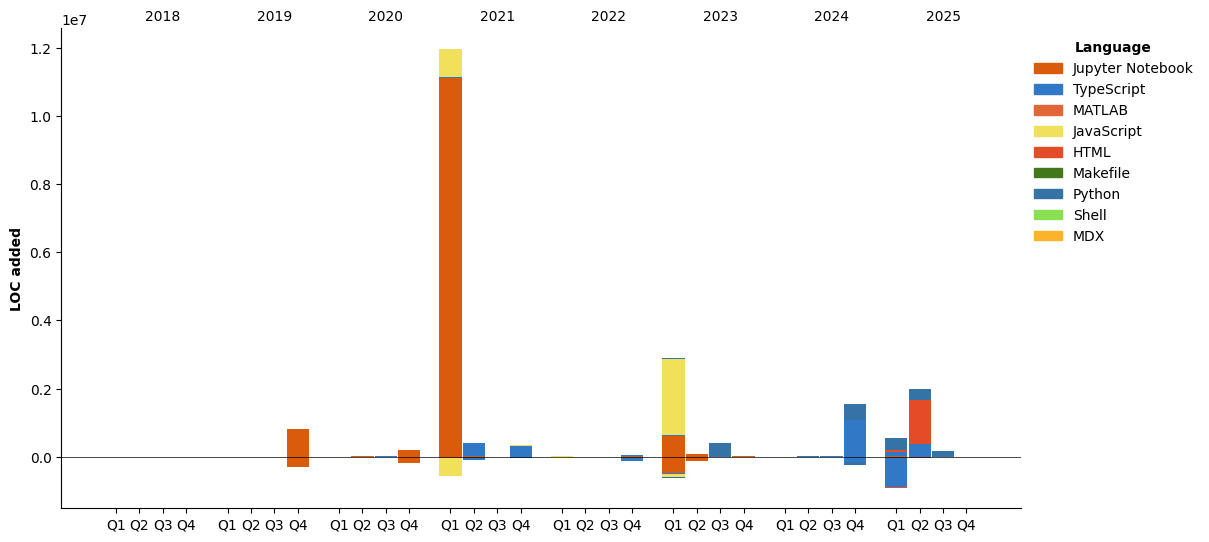 1e7
2018 2019 2020 2021 2022 2023 2024 2025
LOC added
1.2
1.0
0.8
0.6
0.4
0.2
0.0
Q1 Q2 Q3 Q4 Q1 Q2 Q3 Q4 Q1 Q2 Q3 Q4 Q1 Q2 Q3 Q4 Q1 Q2 Q3 Q4 Q1 Q2 Q3 Q4 Q1 Q2 Q3 Q4 Q1 Q2 Q3 Q4
Language
Jupyter Notebook
TypeScript
MATLAB
JavaScript
HTML
Makefile
Python
Shell
MDX